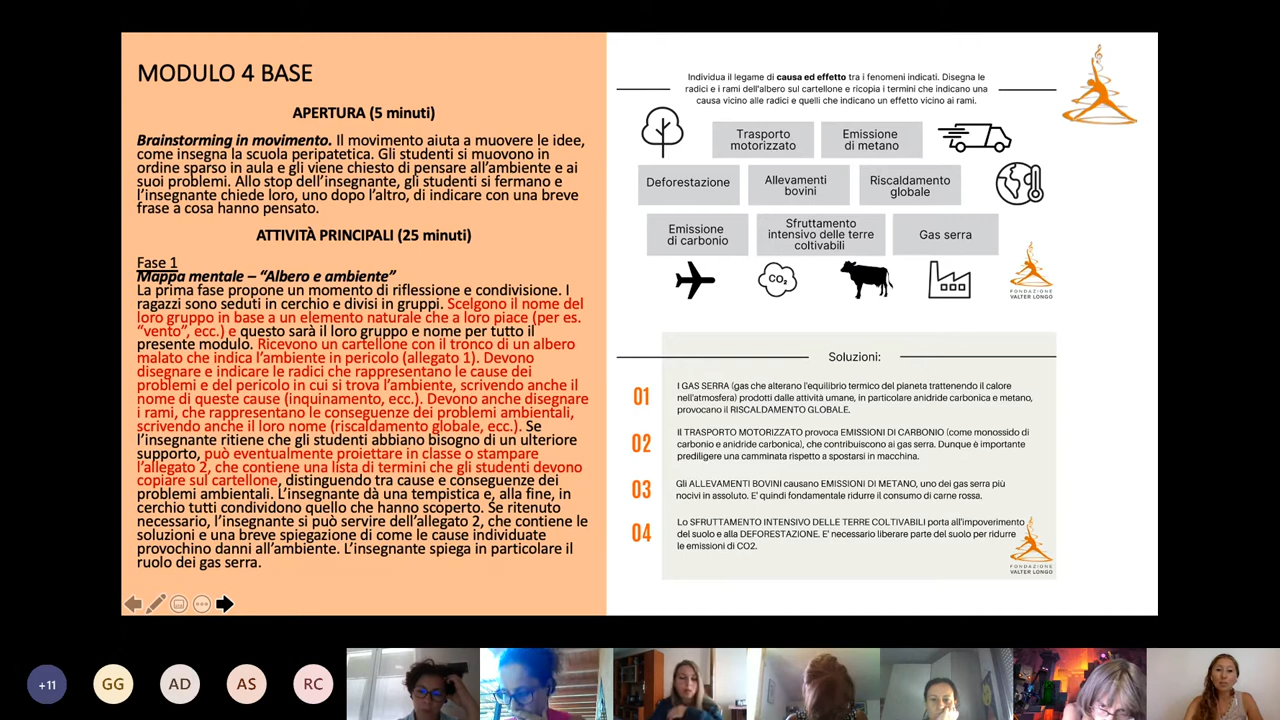 MODULO 4 BASE
APERTURA (5 minuti)
Brainstorming in movimento. Il movimento aiuta a muovere le idee,
come insegna la scuola peripatetica. Gli studenti si muovono in
ordine sparso in aula e gli viene chiesto di pensare all'ambiente e ai
suoi problemi. Allo stop dell'insegnante, gli studenti si fermano e
l'insegnante chiede loro, uno dopo l'altro, di indicare con una breve
frase a cosa hanno pensato.
ATTIVITÀ PRINCIPALI (25 minuti)
Fase 1
Mappa mentale – "Albero e ambiente"
La prima fase propone un momento di riflessione e condivisione. I
ragazzi sono seduti in cerchio e divisi in gruppi. Scelgono il nome del
loro gruppo in base a un elemento naturale che a loro piace (per es.
"vento", ecc.) e questo sarà il loro gruppo e nome per tutto il
presente modulo. Ricevono un cartellone con il tronco di un albero
malato che indica l'ambiente in pericolo (allegato 1). Devono
disegnare e indicare le radici che rappresentano le cause dei
problemi e del pericolo in cui si trova l'ambiente, scrivendo anche il
nome di queste cause (inquinamento, ecc.). Devono anche disegnare
i rami, che rappresentano le conseguenze dei problemi ambientali,
scrivendo anche il loro nome (riscaldamento globale, ecc.). Se
l'insegnante ritiene che gli studenti abbiano bisogno di un ulteriore
supporto, può eventualmente proiettare in classe o stampare
l'allegato 2, che contiene una lista di termini che gli studenti devono
copiare sul cartellone, distinguendo tra cause e conseguenze dei
problemi ambientali. L'insegnante dà una tempistica e, alla fine, in
cerchio tutti condividono quello che hanno scoperto. Se ritenuto
necessario, l'insegnante si può servire dell'allegato 2, che contiene le
soluzioni e una breve spiegazione di come le cause individuate
provochino danni all'ambiente. L'insegnante spiega in particolare il
ruolo dei gas serra.
Individua il legame di causa ed effetto tra i fenomeni indicati. Disegna le
radici e i rami dell'albero sul cartellone e ricopia i termini che indicano una
causa vicino alle radici e quelli che indicano un effetto vicino ai rami.
Trasporto
motorizzato
Emissione
di metano
Deforestazione
Allevamenti
bovini
Riscaldamento
globale
Emissione
di carbonio
Sfruttamento
intensivo delle terre
coltivabili
Gas serra
CO2
FONDAZIONE
VALTER LONGO
Soluzioni:
01
I GAS SERRA (gas che alterano l'equilibrio termico del pianeta trattenendo il calore
nell'atmosfera) prodotti dalle attività umane, in particolare anidride carbonica e metano,
provocano il RISCALDAMENTO GLOBALE.
02
Il TRASPORTO MOTORIZZATO provoca EMISSIONI DI CARBONIO (come monossido di
carbonio e anidride carbonica), che contribuiscono ai gas serra. Dunque è importante
prediligere una camminata rispetto a spostarsi in macchina.
03
Gli ALLEVAMENTI BOVINI causano EMISSIONI DI METANO, uno dei gas serra più
nocivi in assoluto. E' quindi fondamentale ridurre il consumo di carne rossa.
04
Lo SFRUTTAMENTO INTENSIVO DELLE TERRE COLTIVABILI porta all'impoverimento
del suolo e alla DEFORESTAZIONE. E' necessario liberare parte del suolo per ridurre
le emissioni di CO2.
FONDAZIONE
VALTER LONGO
+11
GG
AD
AS
RC